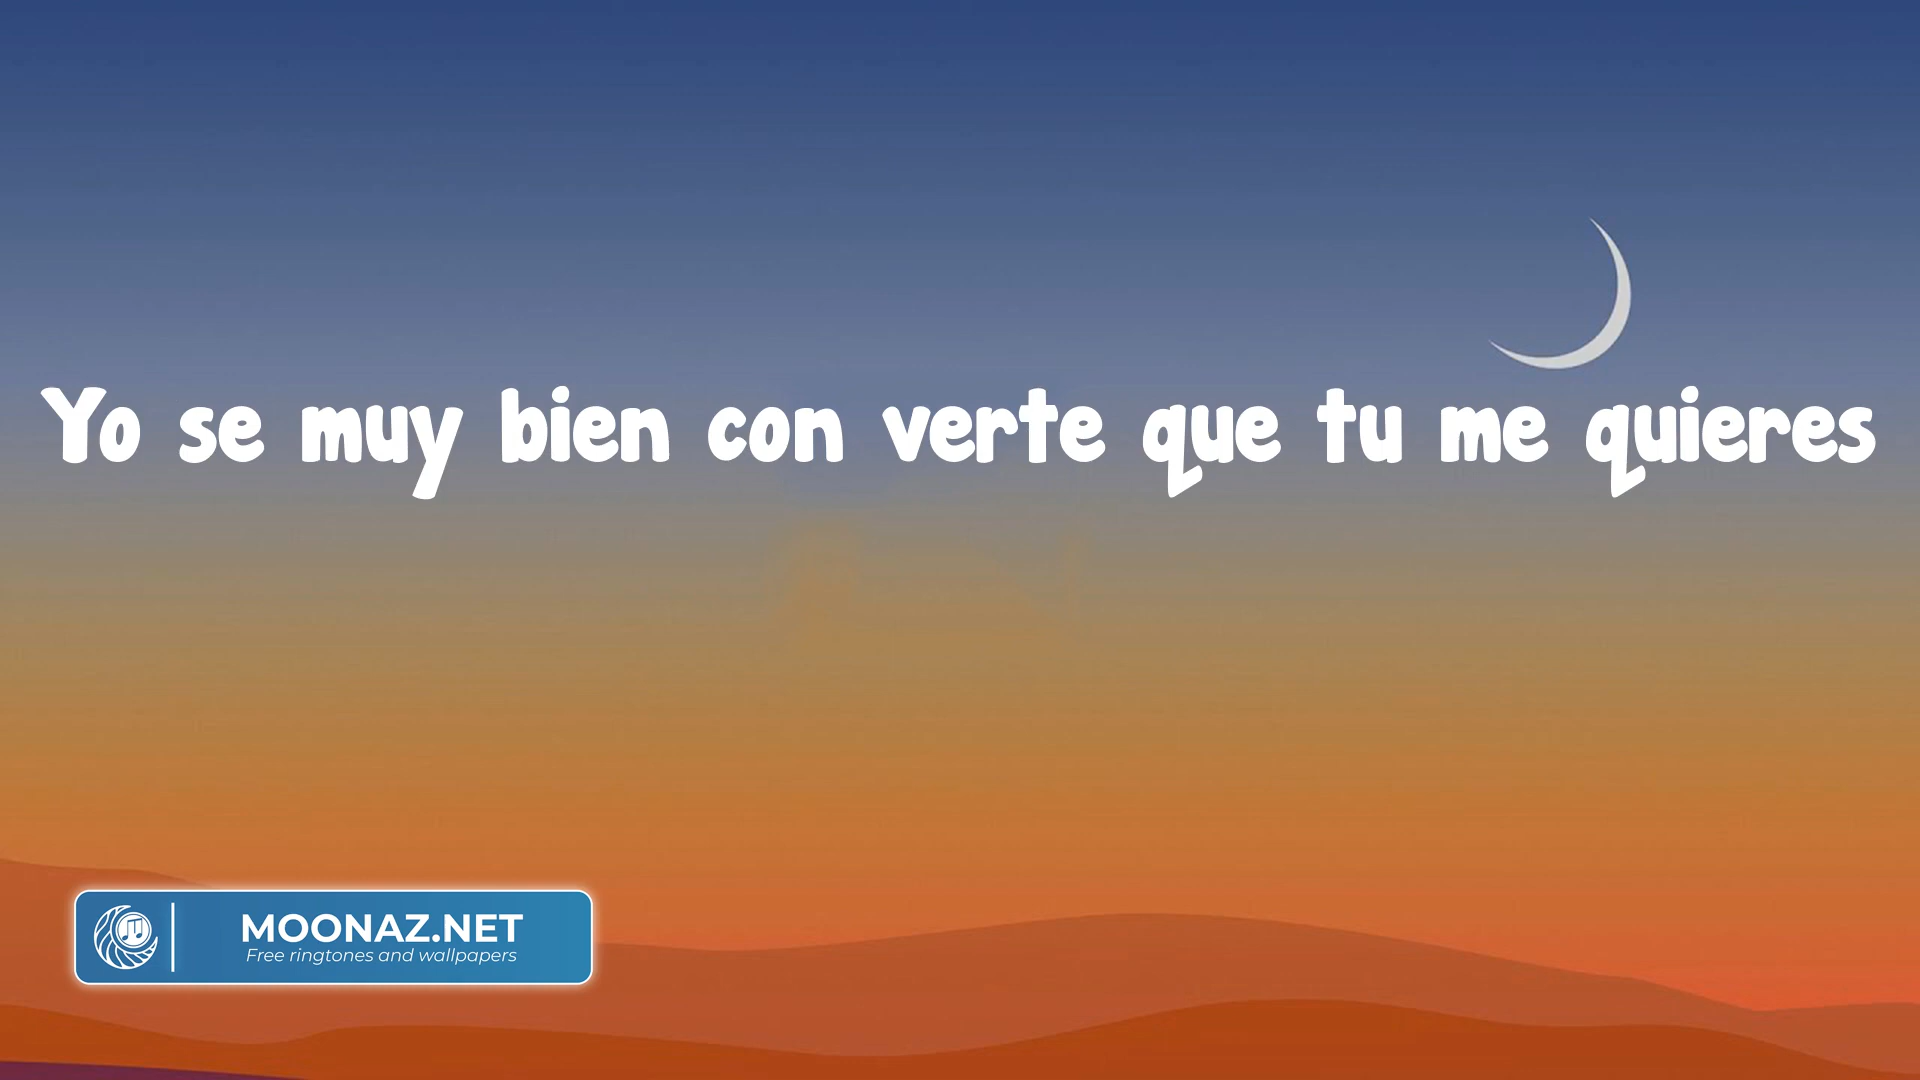 Yo se muy bien con verte que tu me quieres
MOONAZ.NET
Free ringtones and wallpapers